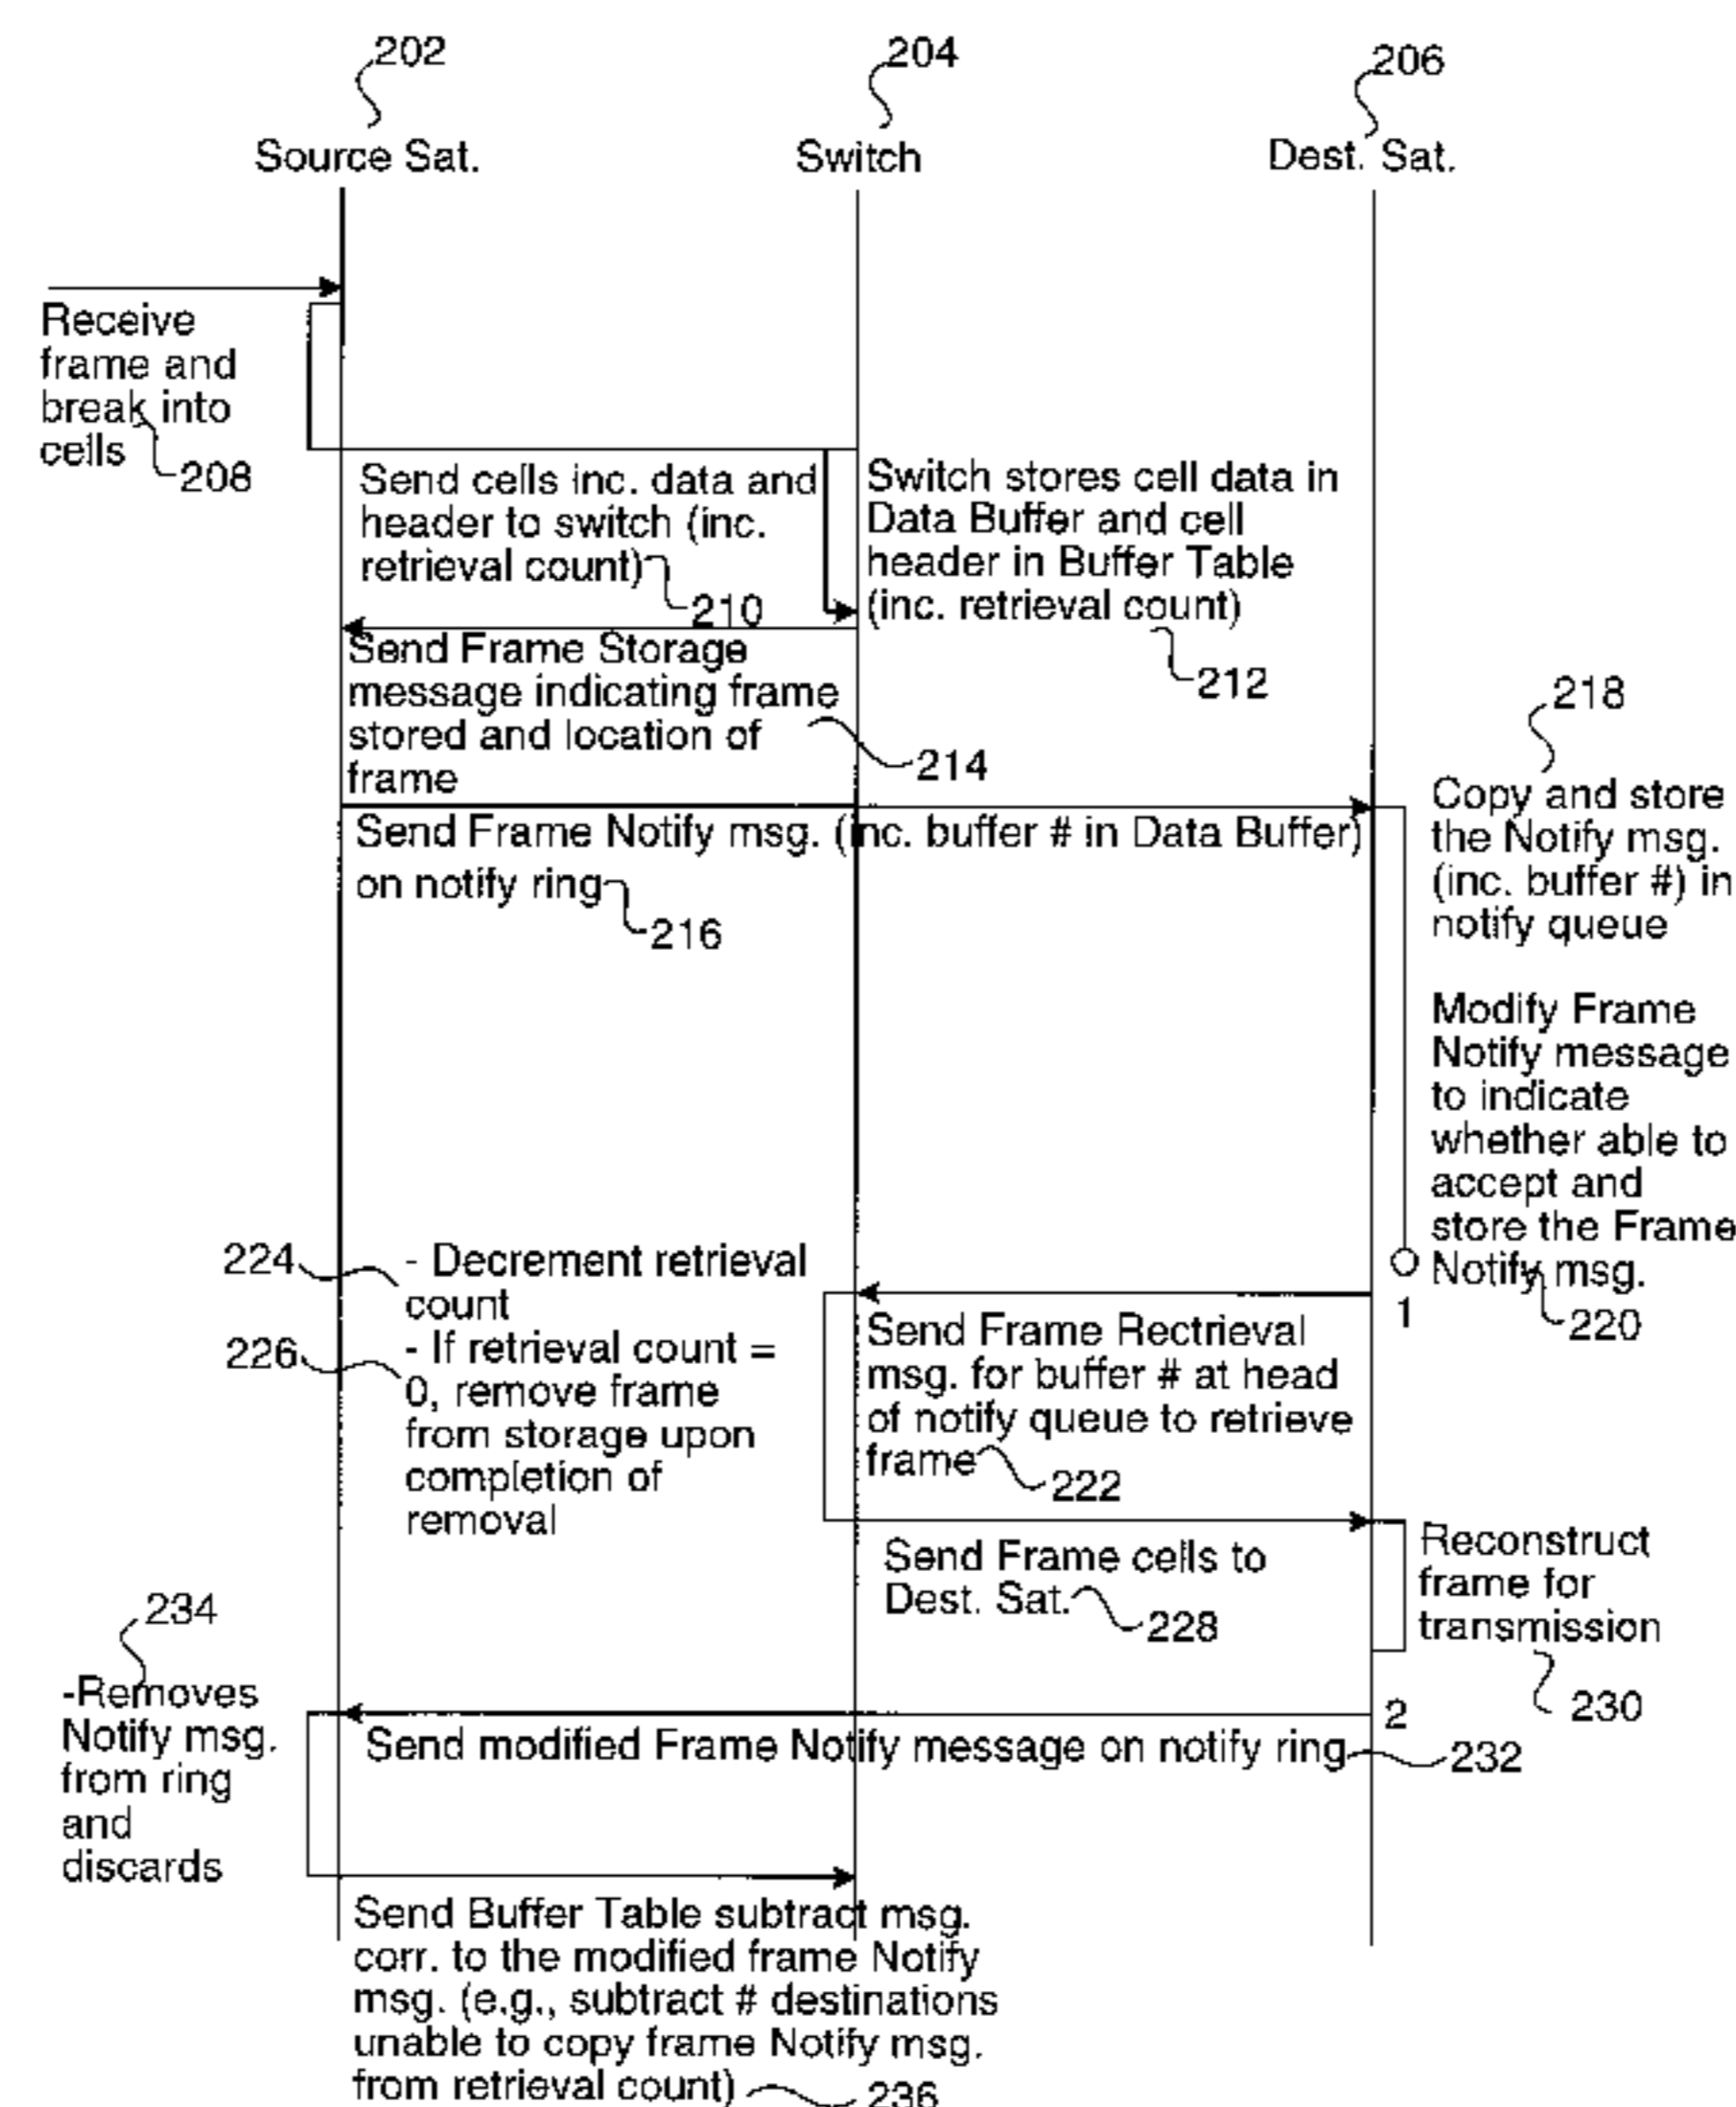 202
204
206
Source Sat.
Switch
Dest. Sat.
Receive
frame and
break into
cells
208
Send cells inc. data and
header to switch (inc.
retrieval count)
210
Switch stores cell data in
Data Buffer and cell
header in Buffer Table
(inc. retrieval count)
212
Send Frame Storage
message indicating frame
stored and location of
frame
214
Send Frame Notify msg. (inc. buffer # in Data Buffer)
on notify ring
216
218
Copy and store
the Notify msg.
(inc. buffer #) in
notify queue
Modify Frame
Notify message
to indicate
whether able to
accept and
store the Frame
Notify msg.
220
1
224
- Decrement retrieval
count
226
- If retrieval count =
0, remove frame
from storage upon
completion of
removal
Send Frame Rectrieval
msg. for buffer # at head
of notify queue to retrieve
frame
222
Send Frame cells to
Dest. Sat.
228
Reconstruct
frame for
transmission
230
234
-Removes
Notify msg.
from ring
and
discards
2
Send modified Frame Notify message on notify ring
232
Send Buffer Table subtract msg.
corr. to the modified frame Notify
msg. (e.g., subtract # destinations
unable to copy frame Notify msg.
from retrieval count)
236